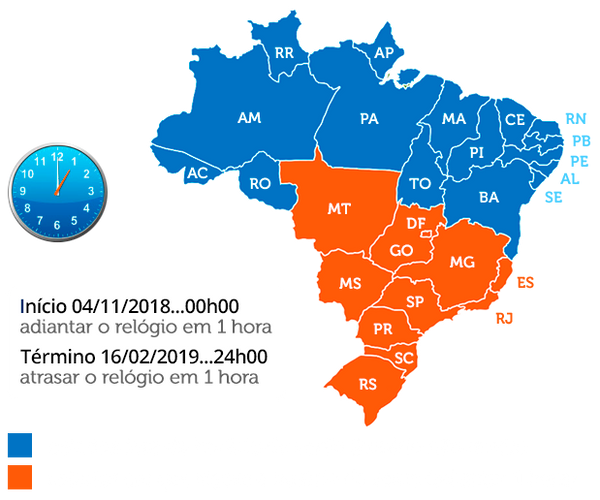 RR
AP
AM
PA
MA
CE
RN
PB
PI
PE
AC
RO
TO
AL
BA
SE
MT
DF
GO
MG
MS
ES
SP
RJ
PR
SC
RS
12
11
1
10
2
9
3
8
4
7
5
6
Início 04/11/2018...00h00
adiantar o relógio em 1 hora
Término 16/02/2019...24h00
atrasar o relógio em 1 hora